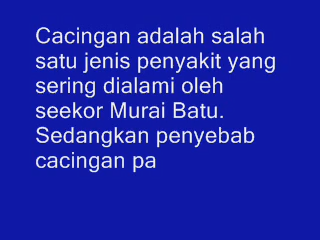 Cacingan adalah salah
satu jenis penyakit yang
sering dialami oleh
seekor Murai Batu.
Sedangkan penyebab
cacingan pa